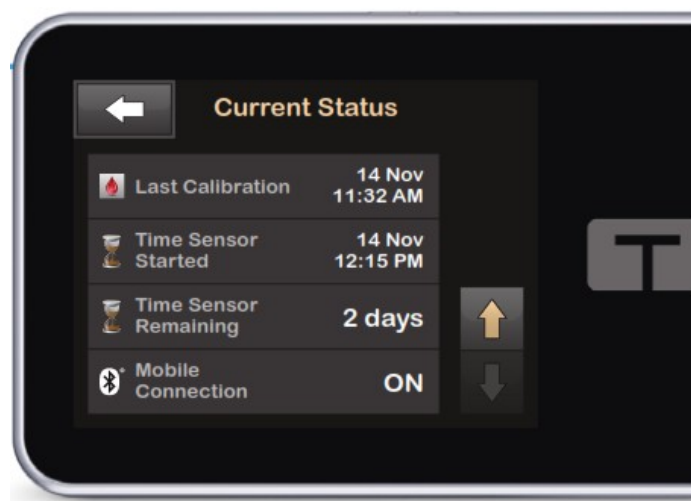 Current Status
Last Calibration
14 Nov
11:32 AM
Time Sensor
Started
14 Nov
12:15 PM
Time Sensor
Remaining
2 days
Mobile
Connection
ON
T